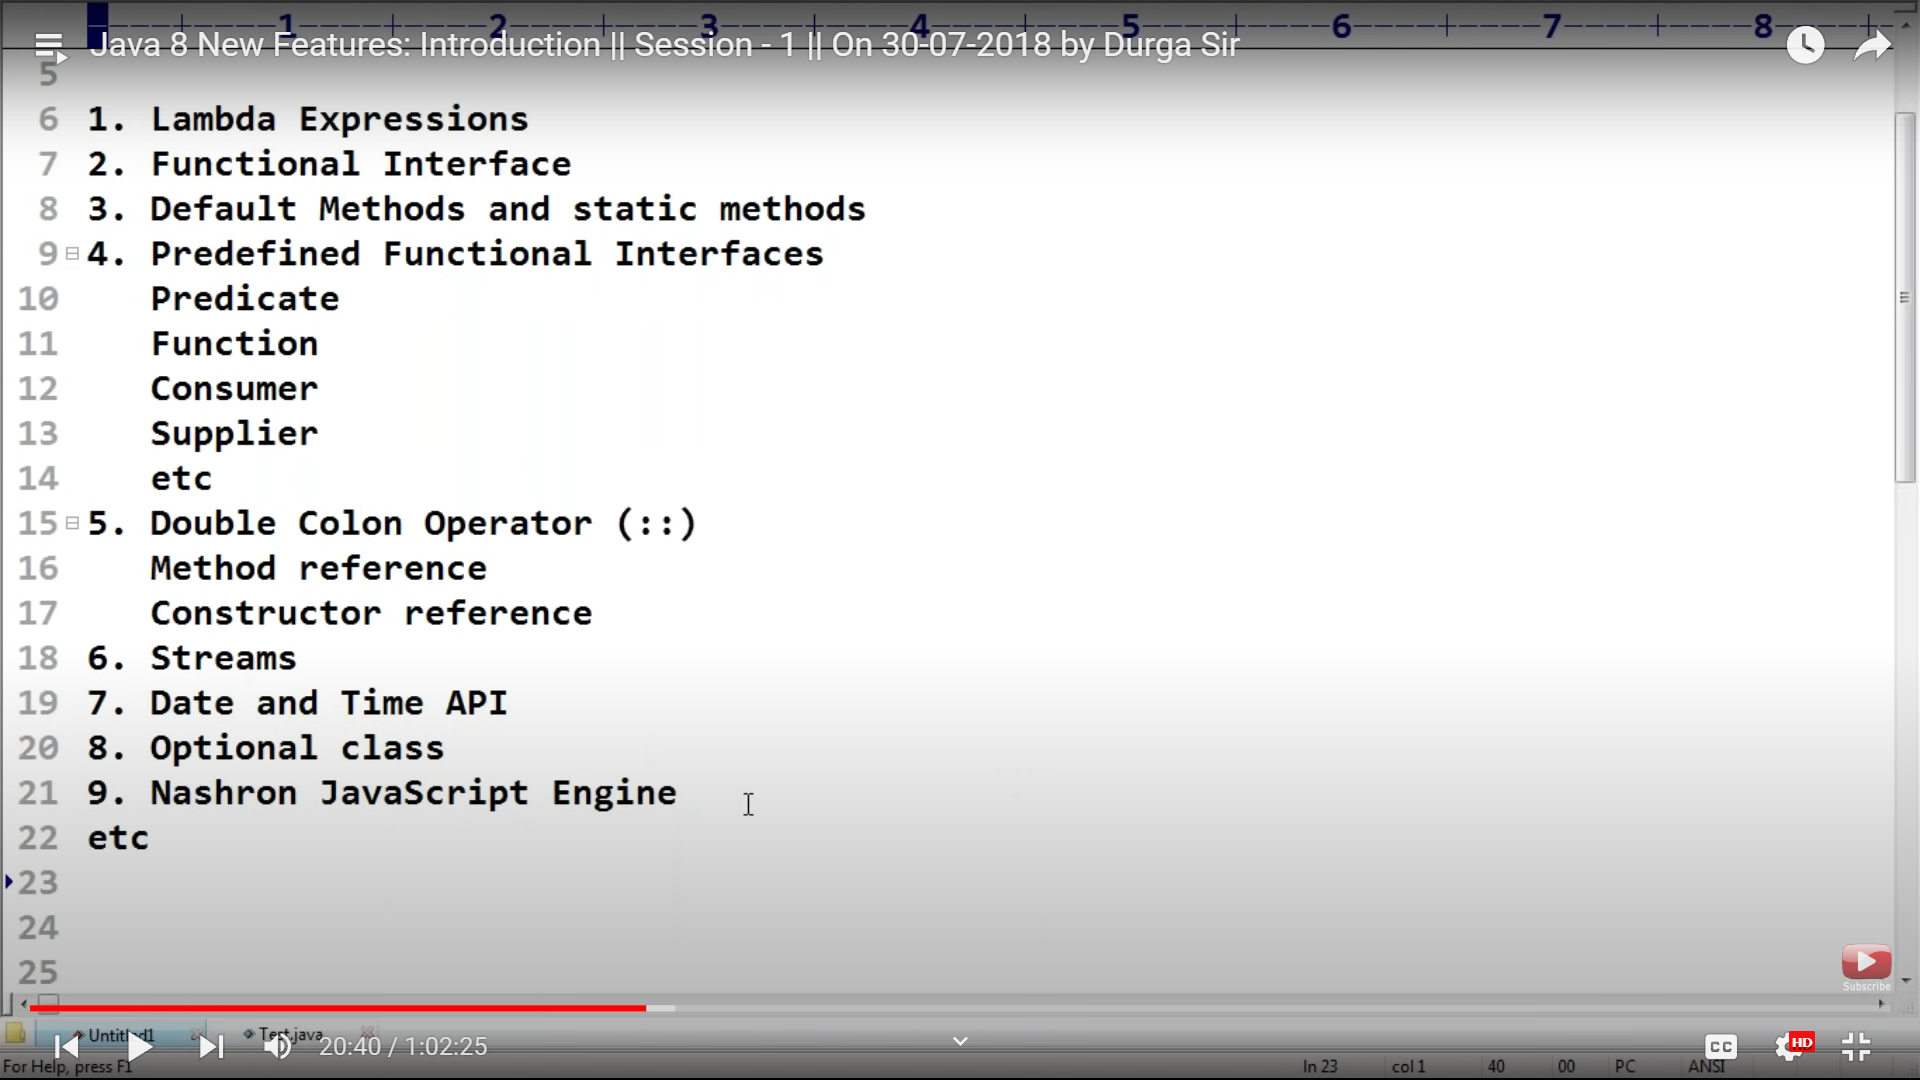 1 2 3 4 5 6 7 8
Java 8 New Features: Introduction || Session - 1 || On 30-07-2018 by Durga Sir
5
6 1. Lambda Expressions
7 2. Functional Interface
8 3. Default Methods and static methods
9 4. Predefined Functional Interfaces
10 Predicate
11 Function
12 Consumer
13 Supplier
14 etc
15 5. Double Colon Operator (::)
16 Method reference
17 Constructor reference
18 6. Streams
19 7. Date and Time API
20 8. Optional class
21 9. Nashron JavaScript Engine
22 etc
23
24
25
Subscribe
Untitled1 Test.java
20:40 / 1:02:25 CC HD
For Help, press F1 ln 23 col 1 40 00 PC ANSI